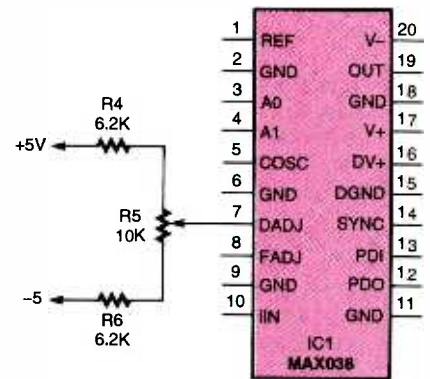 1 REF V– 20
2 GND OUT 19
3 A0 GND 18
4 A1 V+ 17
5 COSC DV+ 16
6 GND DGND 15
7 DADJ SYNC 14
8 FADJ PDI 13
9 GND PDO 12
10 IIN GND 11
IC1
MAX038
R4
6.2K
+5V
R5
10K
–5
R6
6.2K